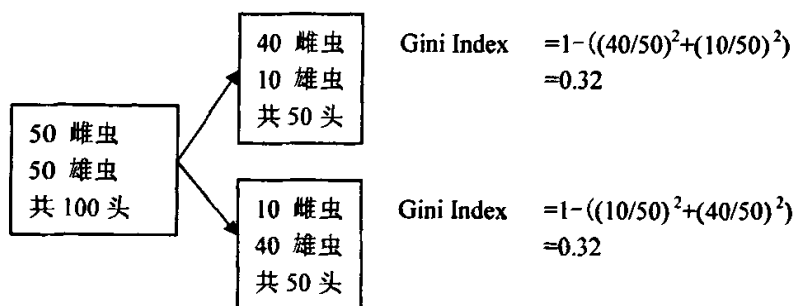 50 雌虫
50 雄虫
共 100 头
40 雌虫
10 雄虫
共 50 头
Gini Index =1-((40/50)²+(10/50)²)
=0.32
10 雌虫
40 雄虫
共 50 头
Gini Index =1-((10/50)²+(40/50)²)
=0.32